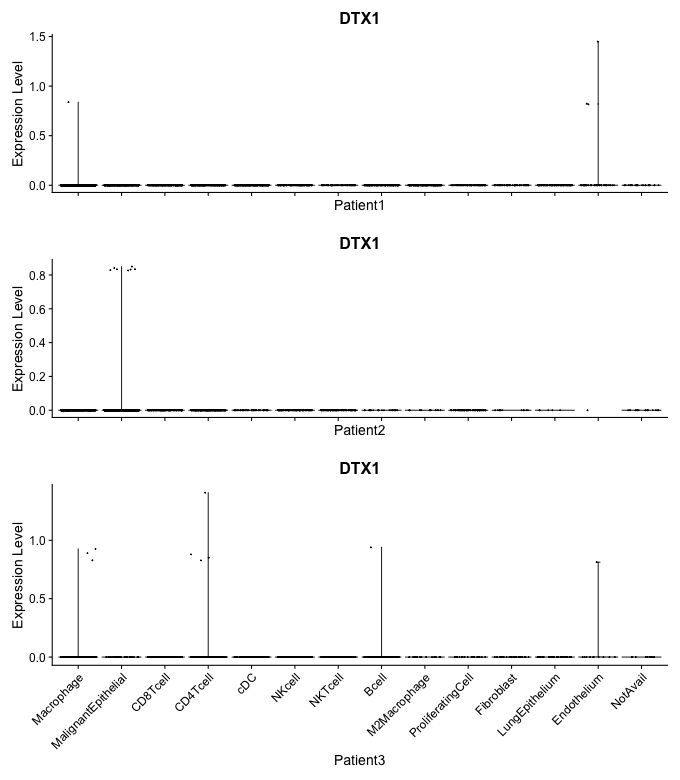 DTX1
1.5
1.0
0.5
0.0
Expression Level
Patient1
DTX1
0.8
0.6
0.4
0.2
0.0
Expression Level
Patient2
DTX1
1.0
0.5
0.0
Expression Level
Macrophage
MalignantEpithelial
CD8Tcell
CD4Tcell
cDC
NKcell
NKTcell
Bcell
M2Macrophage
ProliferatingCell
Fibroblast
LungEpithelium
Endothelium
NotAvail
Patient3